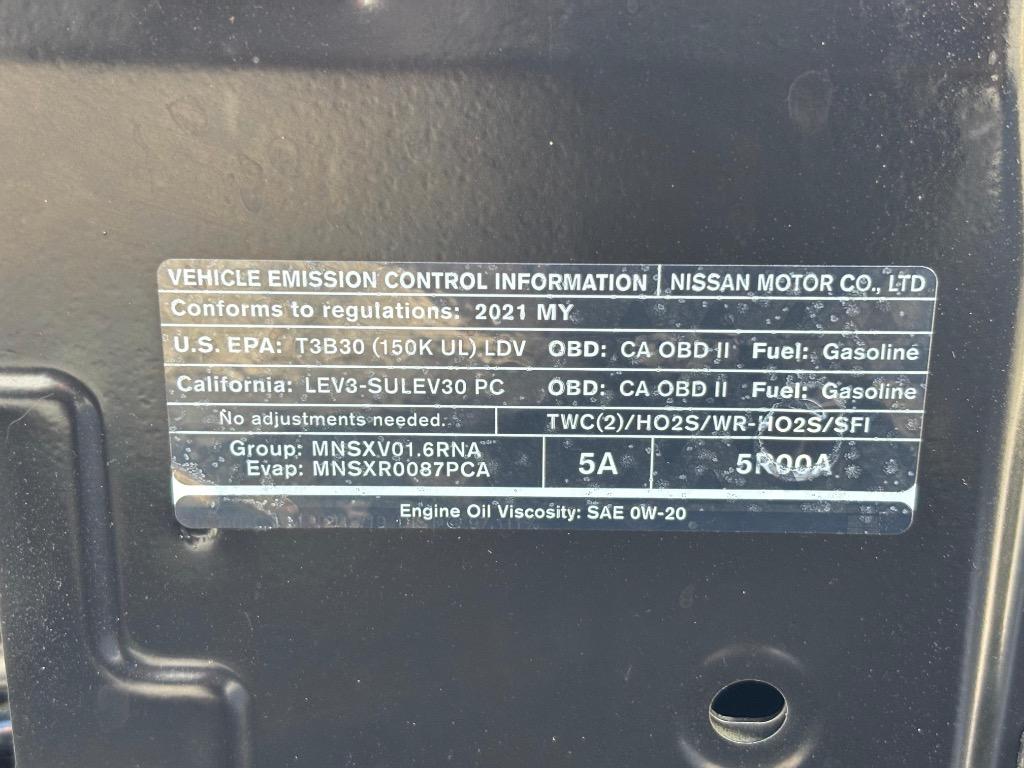 VEHICLE EMISSION CONTROL INFORMATION NISSAN MOTOR CO., LTD
Conforms to regulations: 2021 MY
U.S. EPA: T3B30 (150K UL) LDV OBD: CA OBD II Fuel: Gasoline
California: LEV3-SULEV30 PC OBD: CA OBD II Fuel: Gasoline
No adjustments needed. TWC(2)/HO2S/WR-HO2S/SFI
Group: MNSXV01.6RNA
Evap: MNSXR0087PCA
5A 5R00A
Engine Oil Viscosity: SAE 0W-20